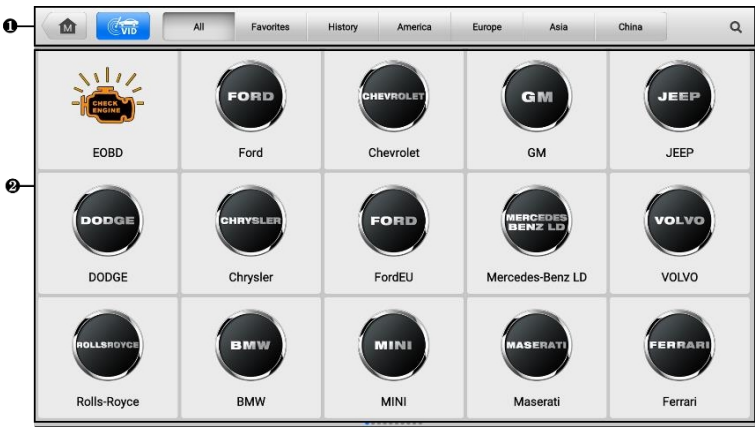 ❶
M
VID
All
Favorites
History
America
Europe
Asia
China
❷
CHECK
ENGINE
EOBD
FORD
Ford
CHEVROLET
Chevrolet
GM
GM
JEEP
JEEP
DODGE
DODGE
CHRYSLER
Chrysler
FORD
FordEU
MERCEDES
BENZ LD
Mercedes-Benz LD
VOLVO
VOLVO
ROLLSROYCE
Rolls-Royce
BMW
BMW
MINI
MINI
MASERATI
Maserati
FERRARI
Ferrari